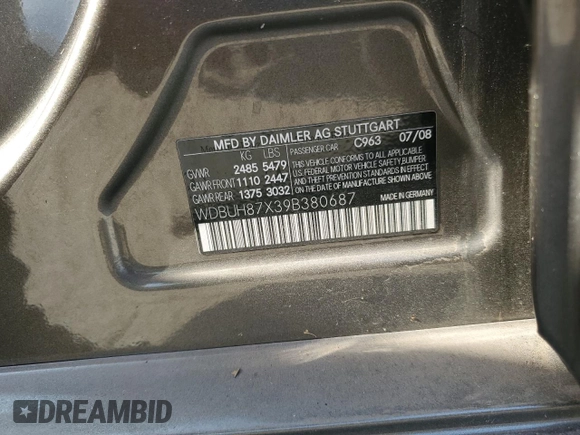 MFD BY DAIMLER AG STUTTGART
KG LBS PASSENGER CAR C963 07/08
GVWR 2485 5479 THIS VEHICLE CONFORMS TO ALL APPLICABLE
GAWR FRONT 1110 2447 U.S. FEDERAL MOTOR VEHICLE SAFETY, BUMPER
GAWR REAR 1375 3032 AND THEFT PREVENTION STANDARDS IN EFFECT
ON THE DATE OF MANUFACTURE SHOWN ABOVE.
WDBUH87X39B380687 MADE IN GERMANY
DREAMBID